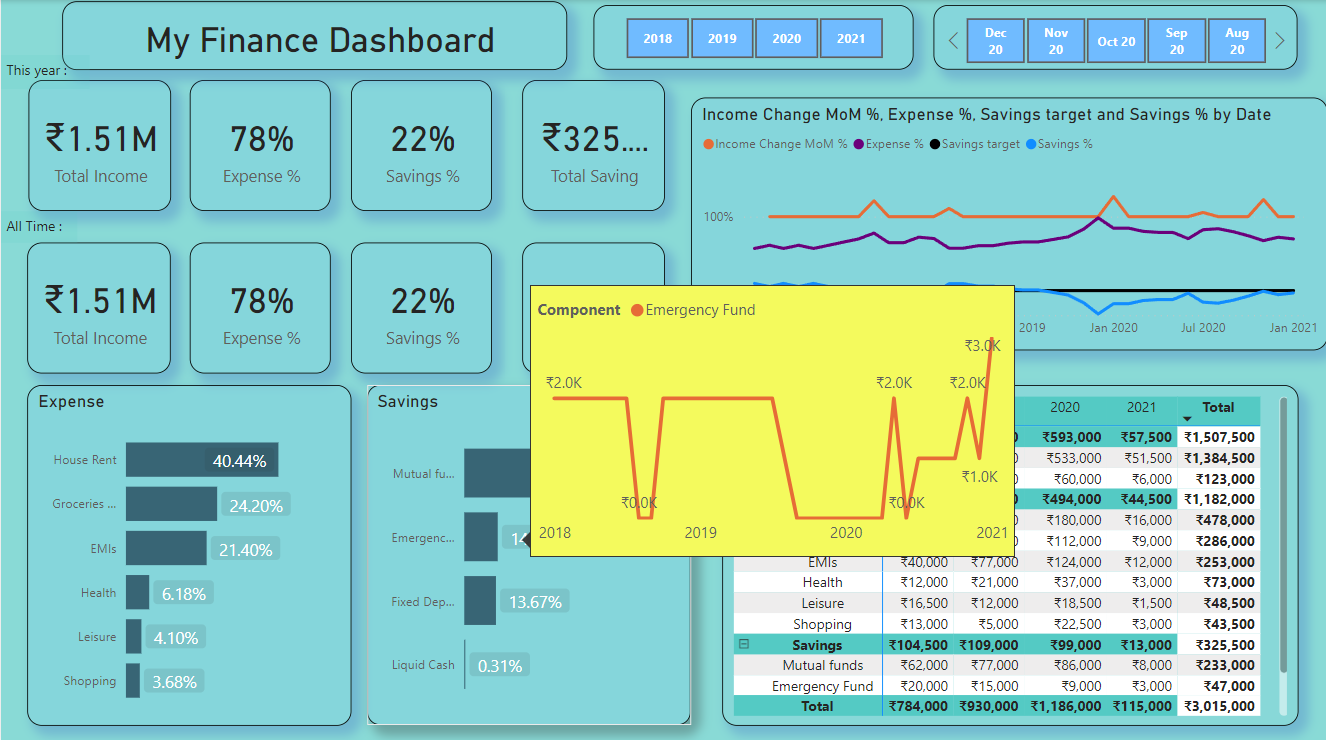 My Finance Dashboard
2018 2019 2020 2021
Dec 20 Nov 20 Oct 20 Sep 20 Aug 20
This year :
₹1.51M
Total Income
78%
Expense %
22%
Savings %
₹325....
Total Saving
All Time :
₹1.51M
Total Income
78%
Expense %
22%
Savings %
Income Change MoM %, Expense %, Savings target and Savings % by Date
Income Change MoM % Expense % Savings target Savings %
100%
2019 Jan 2020 Jul 2020 Jan 2021
Expense
House Rent 40.44%
Groceries ... 24.20%
EMIs 21.40%
Health 6.18%
Leisure 4.10%
Shopping 3.68%
Savings
Mutual fu...
Emergenc... 14
Fixed Dep... 13.67%
Liquid Cash 0.31%
Component Emergency Fund
₹3.0K
₹2.0K ₹2.0K ₹2.0K
₹1.0K
₹0.0K ₹0.0K
2018 2019 2020 2021
2020 2021 Total
0 ₹593,000 ₹57,500 ₹1,507,500
0 ₹533,000 ₹51,500 ₹1,384,500
0 ₹60,000 ₹6,000 ₹123,000
0 ₹494,000 ₹44,500 ₹1,182,000
0 ₹180,000 ₹16,000 ₹478,000
0 ₹112,000 ₹9,000 ₹286,000
EMIs ₹40,000 ₹77,000 ₹124,000 ₹12,000 ₹253,000
Health ₹12,000 ₹21,000 ₹37,000 ₹3,000 ₹73,000
Leisure ₹16,500 ₹12,000 ₹18,500 ₹1,500 ₹48,500
Shopping ₹13,000 ₹5,000 ₹22,500 ₹3,000 ₹43,500
Savings ₹104,500 ₹109,000 ₹99,000 ₹13,000 ₹325,500
Mutual funds ₹62,000 ₹77,000 ₹86,000 ₹8,000 ₹233,000
Emergency Fund ₹20,000 ₹15,000 ₹9,000 ₹3,000 ₹47,000
Total ₹784,000 ₹930,000 ₹1,186,000 ₹115,000 ₹3,015,000